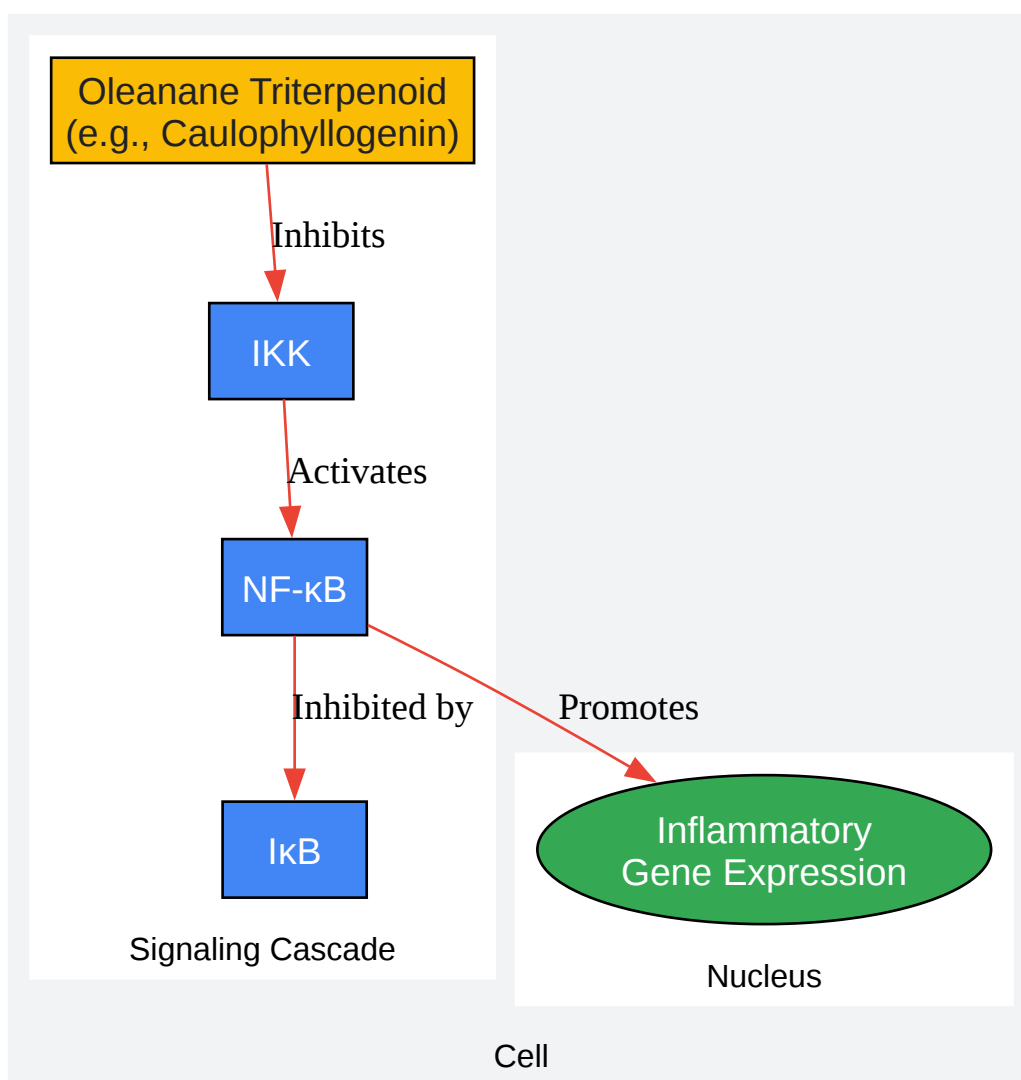 Oleanane Triterpenoid
(e.g., Caulophyllogenin)
Inhibits
IKK
Activates
NF-κB
Inhibited by
Promotes
IκB
Inflammatory
Gene Expression
Signaling Cascade
Nucleus
Cell